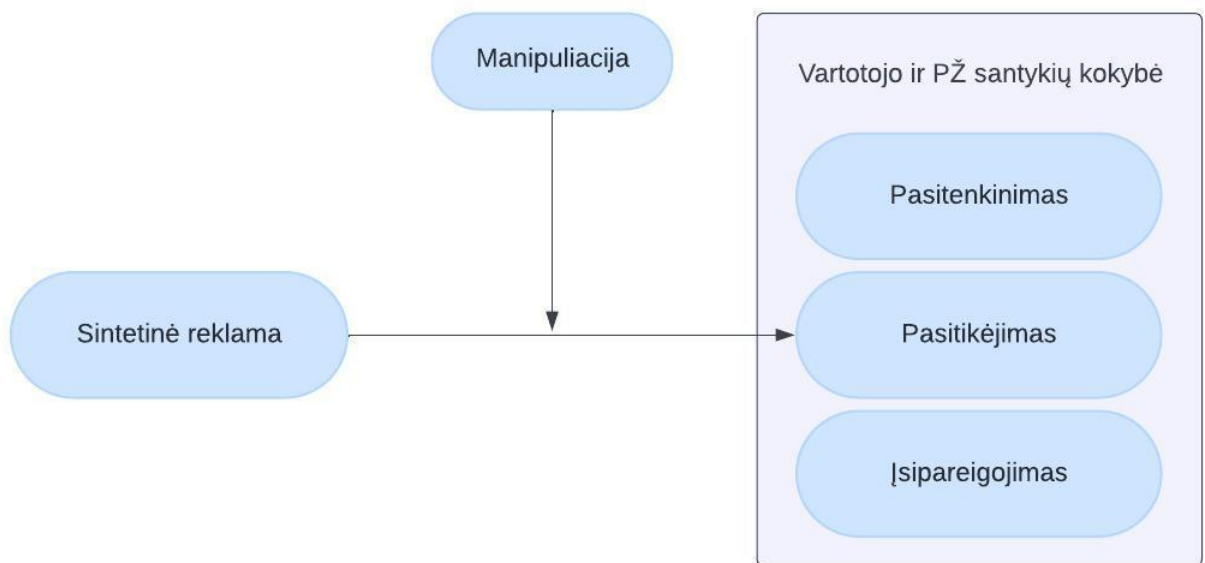 Manipuliacija
Vartotojo ir PŽ santykių kokybė
Pasitenkinimas
Sintetinė reklama
Pasitikėjimas
Įsipareigojimas